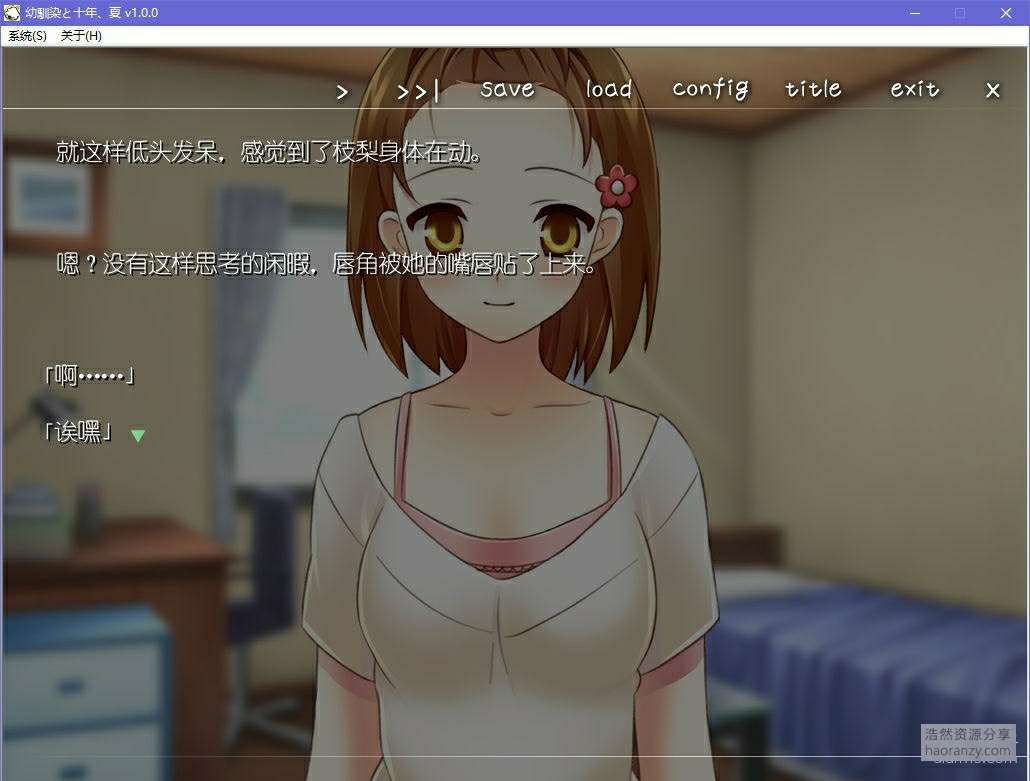 幼馴染と十年、夏 v1.0.0
系统(S) 关于(H)
> >>| save load config title exit x
就这样低头发呆，感觉到了枝梨身体在动。
嗯？没有这样思考的闲暇，唇角被她的嘴唇贴了上来。
「啊……」
「诶嘿」
浩然资源分享
haoranzy.com